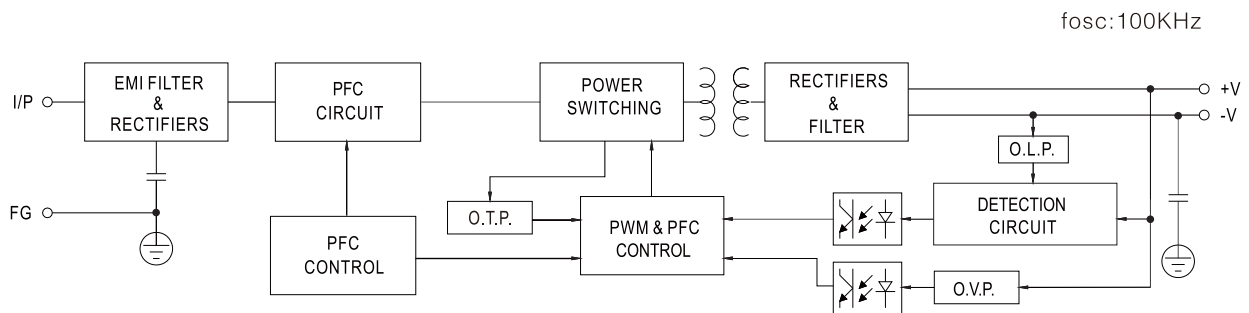 fosc:100KHz
I/P
EMI FILTER
&
RECTIFIERS
PFC
CIRCUIT
POWER
SWITCHING
RECTIFIERS
&
FILTER
+V
-V
O.L.P.
FG
O.T.P.
PFC
CONTROL
PWM & PFC
CONTROL
DETECTION
CIRCUIT
O.V.P.